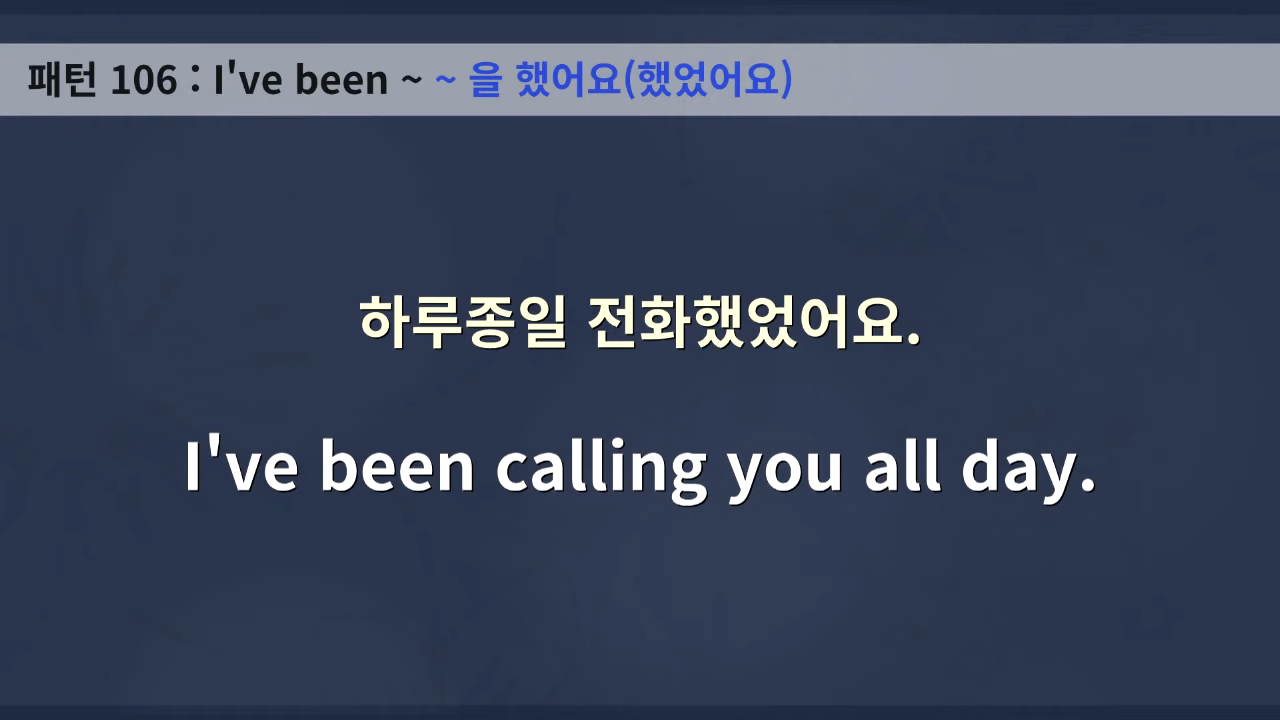 패턴 106 : I've been ~ ~ 을 했어요(했었어요)
하루종일 전화했었어요.
I've been calling you all day.